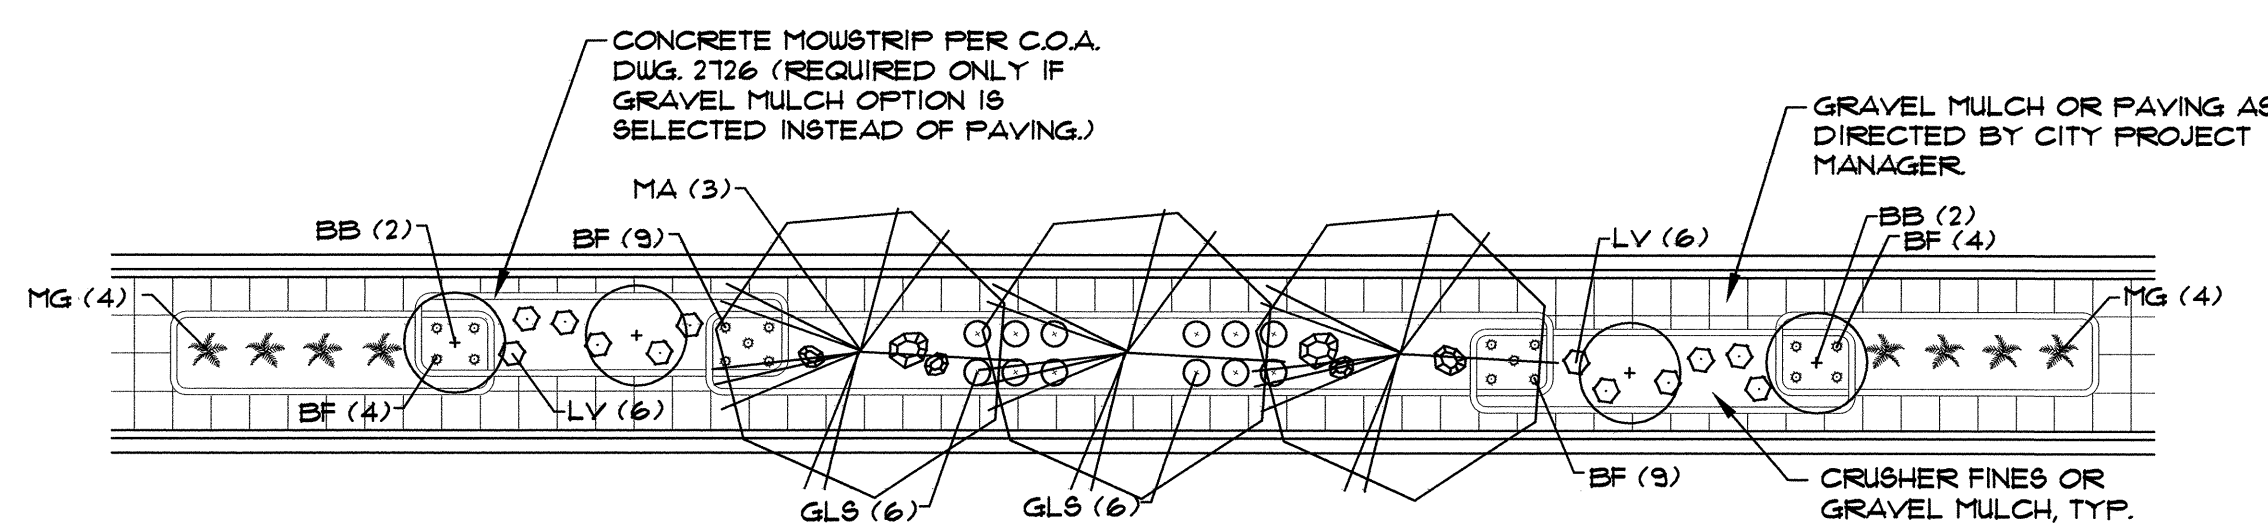 CONCRETE MOWSTRIP PER C.O.A.
DWG. 2726 (REQUIRED ONLY IF
GRAVEL MULCH OPTION IS
SELECTED INSTEAD OF PAVING.)
GRAVEL MULCH OR PAVING AS
DIRECTED BY CITY PROJECT
MANAGER.
MA (3)
BB (2)
BF (9)
LV (6)
BB (2)
BF (4)
MG (4)
MG (4)
BF (4)
LV (6)
GLS (6)
GLS (6)
BF (9)
CRUSHER FINES OR
GRAVEL MULCH, TYP.